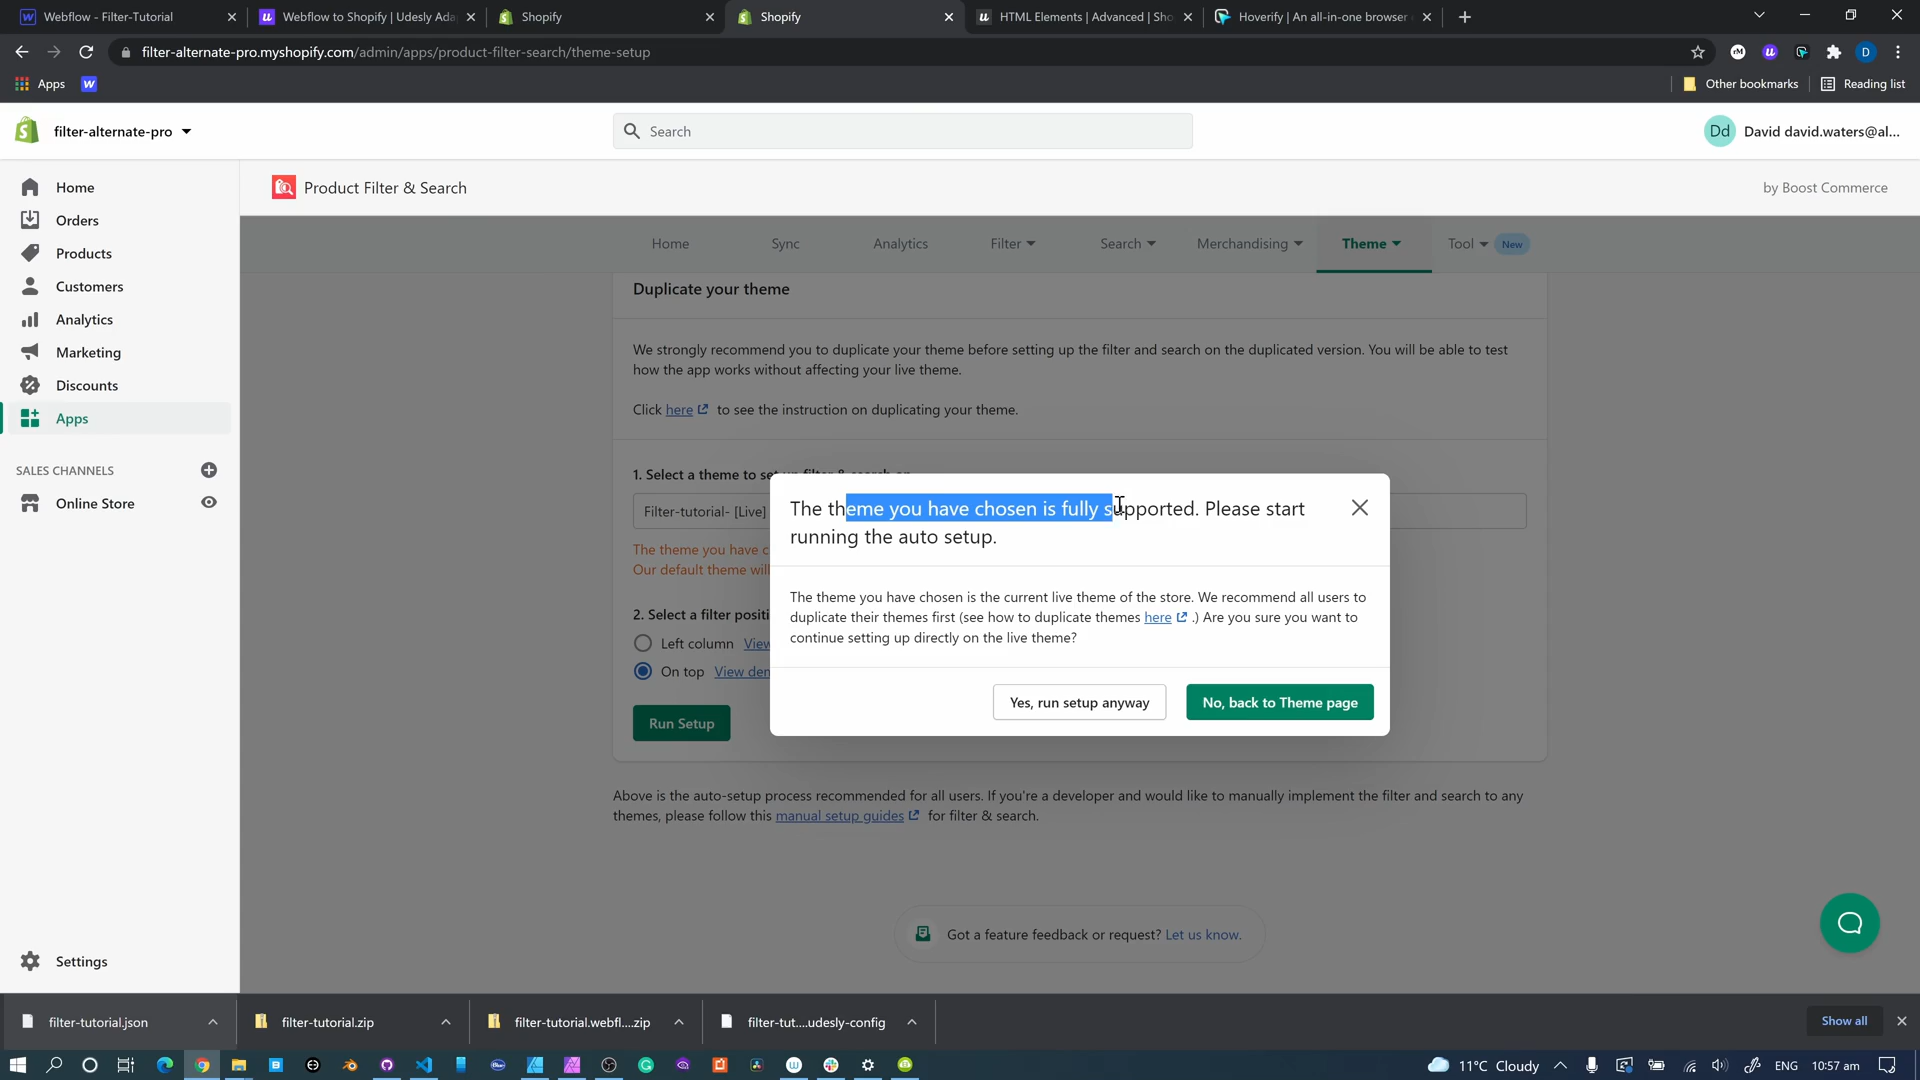 Webflow - Filter-Tutorial
Webflow to Shopify | Udesly Ada
Shopify
Shopify
HTML Elements | Advanced | Sho
Hoverify | An all-in-one browser
filter-alternate-pro.myshopify.com/admin/apps/product-filter-search/theme-setup
Apps
Other bookmarks
Reading list
filter-alternate-pro
Search
Dd
David david.waters@al...
Home
Orders
Products
Customers
Analytics
Marketing
Discounts
Apps
SALES CHANNELS
Online Store
Settings
Product Filter & Search
by Boost Commerce
Home
Sync
Analytics
Filter
Search
Merchandising
Theme
Tool
New
Duplicate your theme
We strongly recommend you to duplicate your theme before setting up the filter and search on the duplicated version. You will be able to test
how the app works without affecting your live theme.
Click here to see the instruction on duplicating your theme.
1. Select a theme to set up filter & search on
Filter-tutorial- [Live]
The theme you have c
Our default theme will
2. Select a filter positi
Left column View
On top View den
Run Setup
The theme you have chosen is fully supported. Please start
running the auto setup.
The theme you have chosen is the current live theme of the store. We recommend all users to
duplicate their themes first (see how to duplicate themes here .) Are you sure you want to
continue setting up directly on the live theme?
Yes, run setup anyway
No, back to Theme page
Above is the auto-setup process recommended for all users. If you're a developer and would like to manually implement the filter and search to any
themes, please follow this manual setup guides for filter & search.
Got a feature feedback or request? Let us know.
filter-tutorial.json
filter-tutorial.zip
filter-tutorial.webfl....zip
filter-tut....udesly-config
Show all
11°C Cloudy
ENG
10:57 am